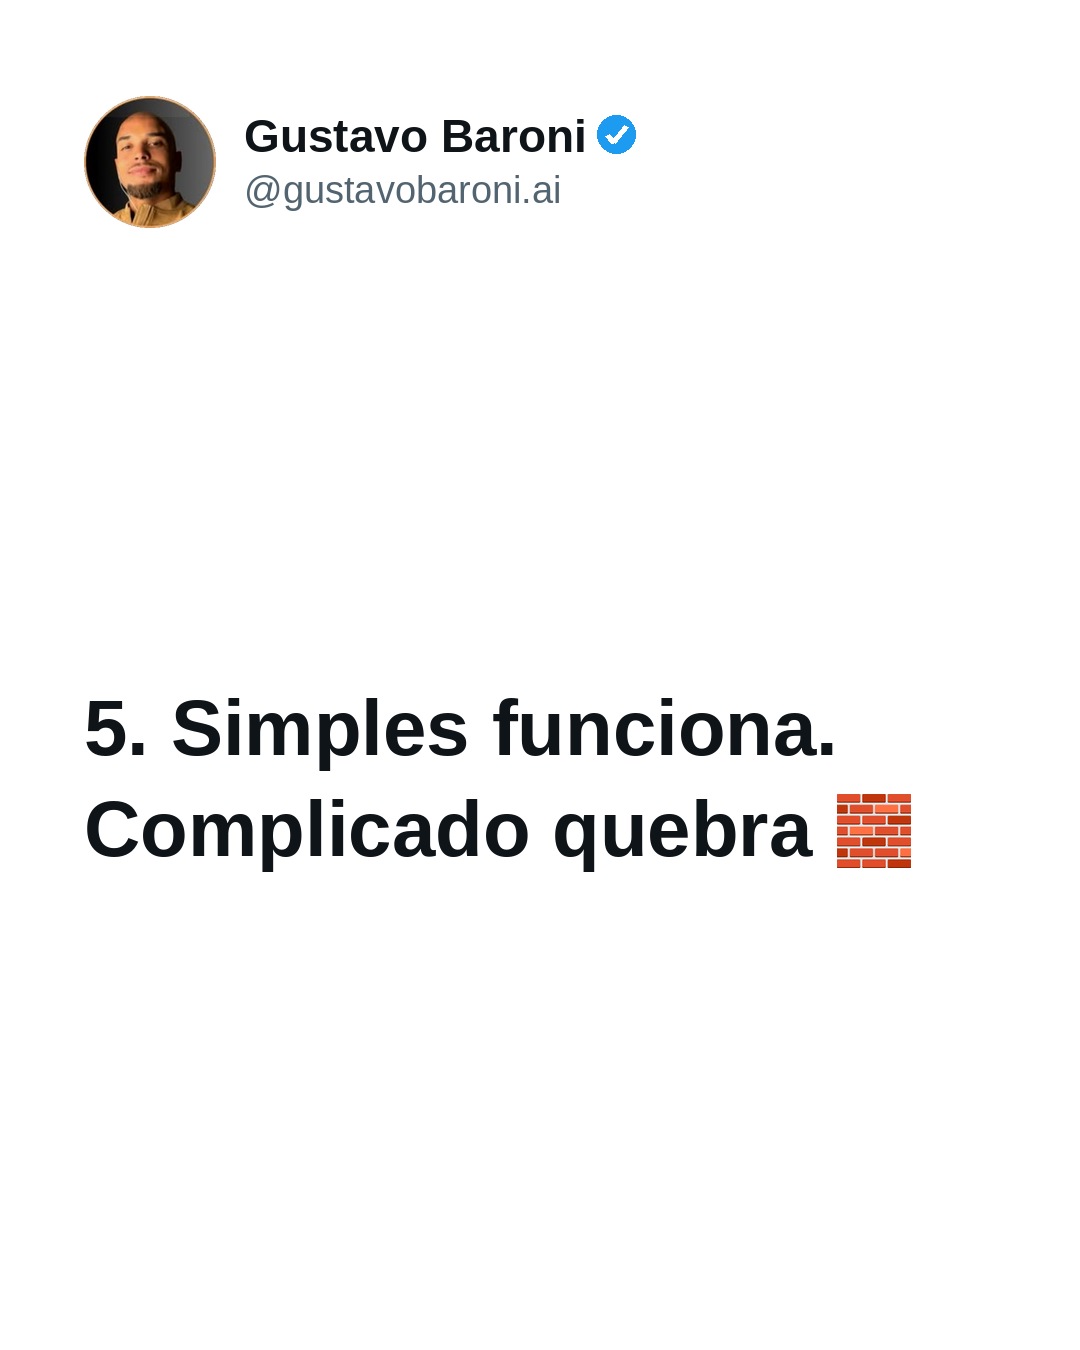 Gustavo Baroni
@gustavobaroni.ai
5. Simples funciona.
Complicado quebra 🧱